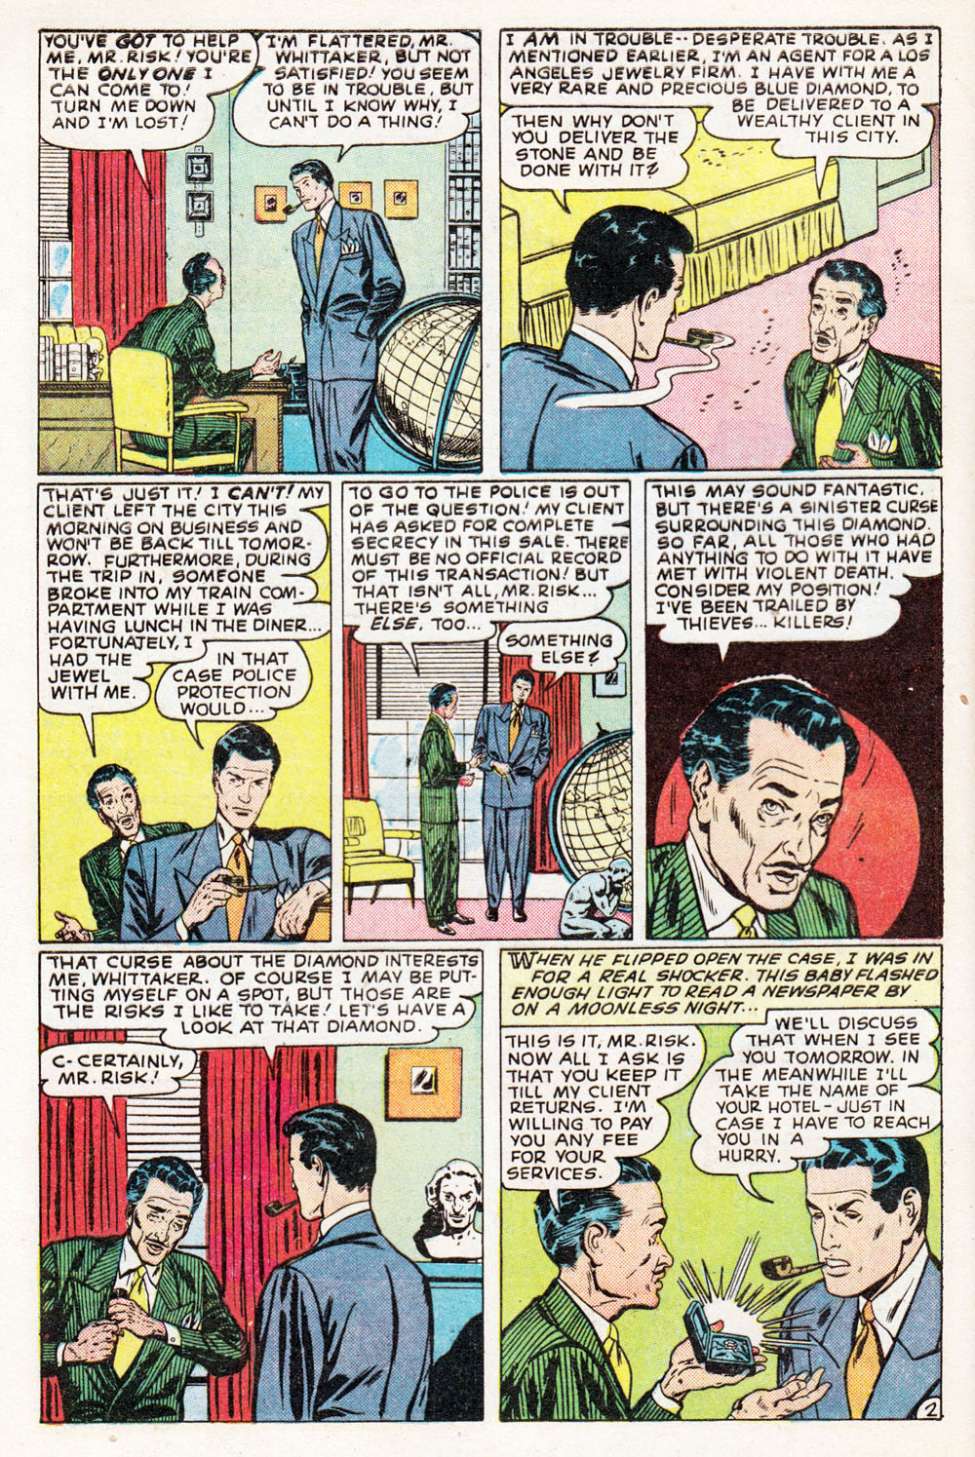 YOU'VE GOT TO HELP
ME, MR. RISK! YOU'RE
THE ONLY ONE I
CAN COME TO!
TURN ME DOWN
AND I'M LOST!
I'M FLATTERED, MR.
WHITTAKER, BUT NOT
SATISFIED! YOU SEEM
TO BE IN TROUBLE, BUT
UNTIL I KNOW WHY, I
CAN'T DO A THING!
I AM IN TROUBLE-- DESPERATE TROUBLE. AS I
MENTIONED EARLIER, I'M AN AGENT FOR A LOS
ANGELES JEWELRY FIRM. I HAVE WITH ME A
VERY RARE AND PRECIOUS BLUE DIAMOND, TO
BE DELIVERED TO A
WEALTHY CLIENT IN
THIS CITY.
THEN WHY DON'T
YOU DELIVER THE
STONE AND BE
DONE WITH IT?
THAT'S JUST IT! I CAN'T! MY
CLIENT LEFT THE CITY THIS
MORNING ON BUSINESS AND
WON'T BE BACK TILL TOMOR-
ROW. FURTHERMORE, DURING
THE TRIP IN, SOMEONE
BROKE INTO MY TRAIN COM-
PARTMENT WHILE I WAS
HAVING LUNCH IN THE DINER...
FORTUNATELY, I
HAD THE
JEWEL
WITH ME.
IN THAT
CASE POLICE
PROTECTION
WOULD...
TO GO TO THE POLICE IS OUT
OF THE QUESTION! MY CLIENT
HAS ASKED FOR COMPLETE
SECRECY IN THIS SALE. THERE
MUST BE NO OFFICIAL RECORD
OF THIS TRANSACTION! BUT
THAT ISN'T ALL, MR. RISK...
THERE'S SOMETHING
ELSE, TOO...
SOMETHING
ELSE?
THIS MAY SOUND FANTASTIC,
BUT THERE'S A SINISTER CURSE
SURROUNDING THIS DIAMOND.
SO FAR, ALL THOSE WHO HAD
ANYTHING TO DO WITH IT HAVE
MET WITH VIOLENT DEATH.
CONSIDER MY POSITION!
I'VE BEEN TRAILED BY
THIEVES... KILLERS!
THAT CURSE ABOUT THE DIAMOND INTERESTS
ME, WHITTAKER. OF COURSE I MAY BE PUT-
TING MYSELF ON A SPOT, BUT THOSE ARE
THE RISKS I LIKE TO TAKE! LET'S HAVE A
LOOK AT THAT DIAMOND.
C-CERTAINLY,
MR. RISK!
WHEN HE FLIPPED OPEN THE CASE, I WAS IN
FOR A REAL SHOCKER. THIS BABY FLASHED
ENOUGH LIGHT TO READ A NEWSPAPER BY
ON A MOONLESS NIGHT...
THIS IS IT, MR. RISK.
NOW ALL I ASK IS
THAT YOU KEEP IT
TILL MY CLIENT
RETURNS. I'M
WILLING TO PAY
YOU ANY FEE
FOR YOUR
SERVICES.
WE'LL DISCUSS
THAT WHEN I SEE
YOU TOMORROW. IN
THE MEANWHILE I'LL
TAKE THE NAME OF
YOUR HOTEL-JUST IN
CASE I HAVE TO REACH
YOU IN A
HURRY.
2